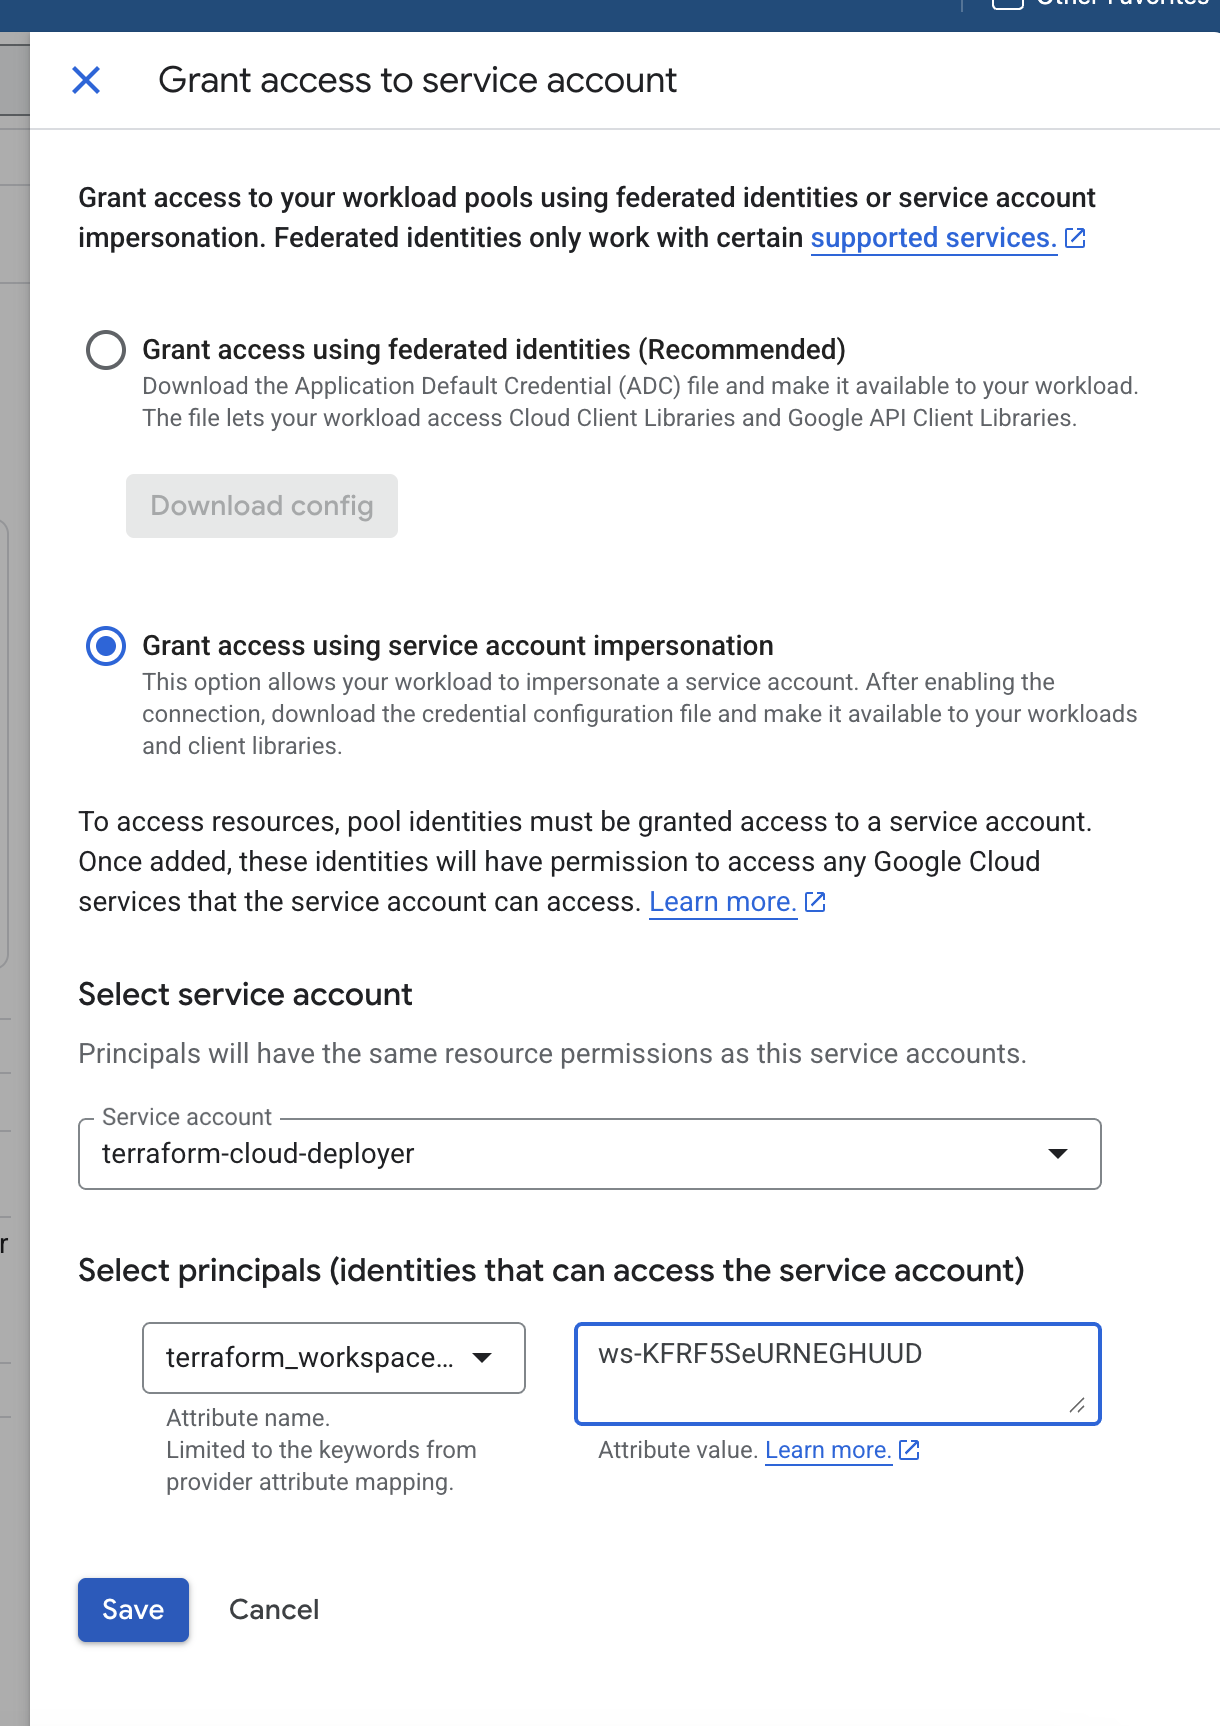 Grant access to service account
Grant access to your workload pools using federated identities or service account
impersonation. Federated identities only work with certain supported services.
Grant access using federated identities (Recommended)
Download the Application Default Credential (ADC) file and make it available to your workload.
The file lets your workload access Cloud Client Libraries and Google API Client Libraries.
Download config
Grant access using service account impersonation
This option allows your workload to impersonate a service account. After enabling the
connection, download the credential configuration file and make it available to your workloads
and client libraries.
To access resources, pool identities must be granted access to a service account.
Once added, these identities will have permission to access any Google Cloud
services that the service account can access. Learn more.
Select service account
Principals will have the same resource permissions as this service accounts.
Service account
terraform-cloud-deployer
Select principals (identities that can access the service account)
terraform_workspace...
ws-KFRF5SeURNEGHUUD
Attribute name.
Limited to the keywords from
provider attribute mapping.
Attribute value. Learn more.
Save
Cancel